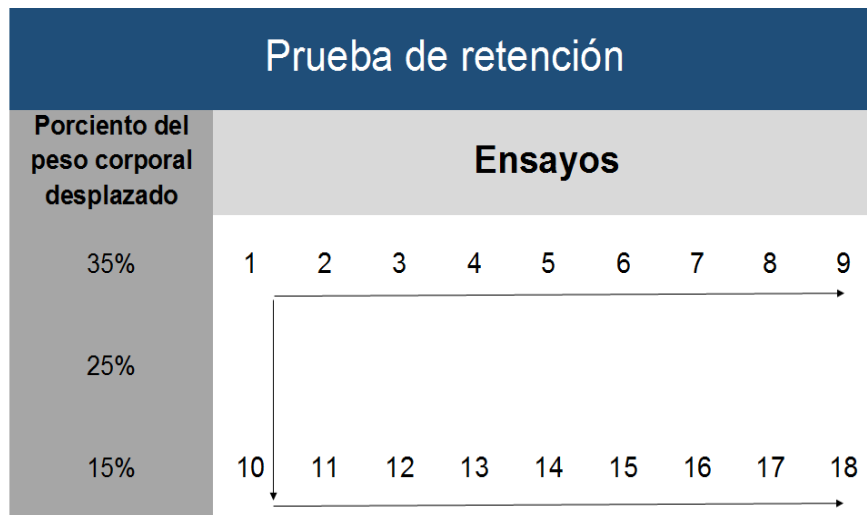 Prueba de retención
Porciento del
peso corporal
desplazado
Ensayos
35% 1 2 3 4 5 6 7 8 9
25%
15% 10 11 12 13 14 15 16 17 18